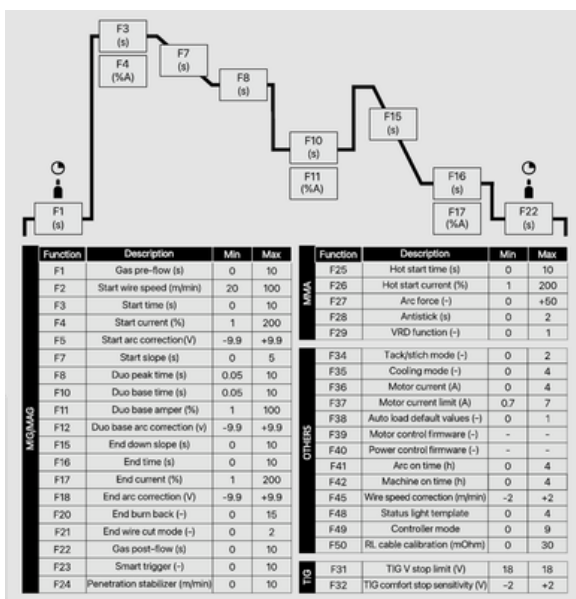 F3
(s)
F4
(%A)
F7
(s)
F8
(s)
F10
(s)
F11
(%A)
F15
(s)
F16
(s)
F17
(%A)
F1
(s)
F22
(s)
MIG/MAG
Function Description Min Max
F1 Gas pre-flow (s) 0 10
F2 Start wire speed (m/min) 20 100
F3 Start time (s) 0 10
F4 Start current (%) 1 200
F5 Start arc correction(V) -9.9 +9.9
F7 Start slope (s) 0 5
F8 Duo peak time (s) 0.05 10
F10 Duo base time (s) 0.05 10
F11 Duo base amper (%) 1 100
F12 Duo base arc correction (v) -9.9 +9.9
F15 End down slope (s) 0 10
F16 End time (s) 0 10
F17 End current (%) 1 200
F18 End arc correction (V) -9.9 +9.9
F20 End burn back (-) 0 15
F21 End wire cut mode (-) 0 2
F22 Gas post-flow (s) 0 10
F23 Smart trigger (-) 0 10
F24 Penetration stabilizer (m/min) 0 10
MMA
Function Description Min Max
F25 Hot start time (s) 0 10
F26 Hot start current (%) 1 200
F27 Arc force (-) 0 +50
F28 Antistick (s) 0 2
F29 VRD function (-) 0 1
OTHERS
F34 Tack/stich mode (-) 0 2
F35 Cooling mode (-) 0 4
F36 Motor current (A) 0 4
F37 Motor current limit (A) 0.7 7
F38 Auto load default values (-) 0 1
F39 Motor control firmware (-) - -
F40 Power control firmware (-) - -
F41 Arc on time (h) 0 4
F42 Machine on time (h) 0 4
F45 Wire speed correction (m/min) -2 +2
F48 Status light template 0 4
F49 Controller mode 0 9
F50 RL cable calibration (mOhm) 0 30
TIG
F31 TIG V stop limit (V) 18 18
F32 TIG comfort stop sensitivity (V) -2 +2